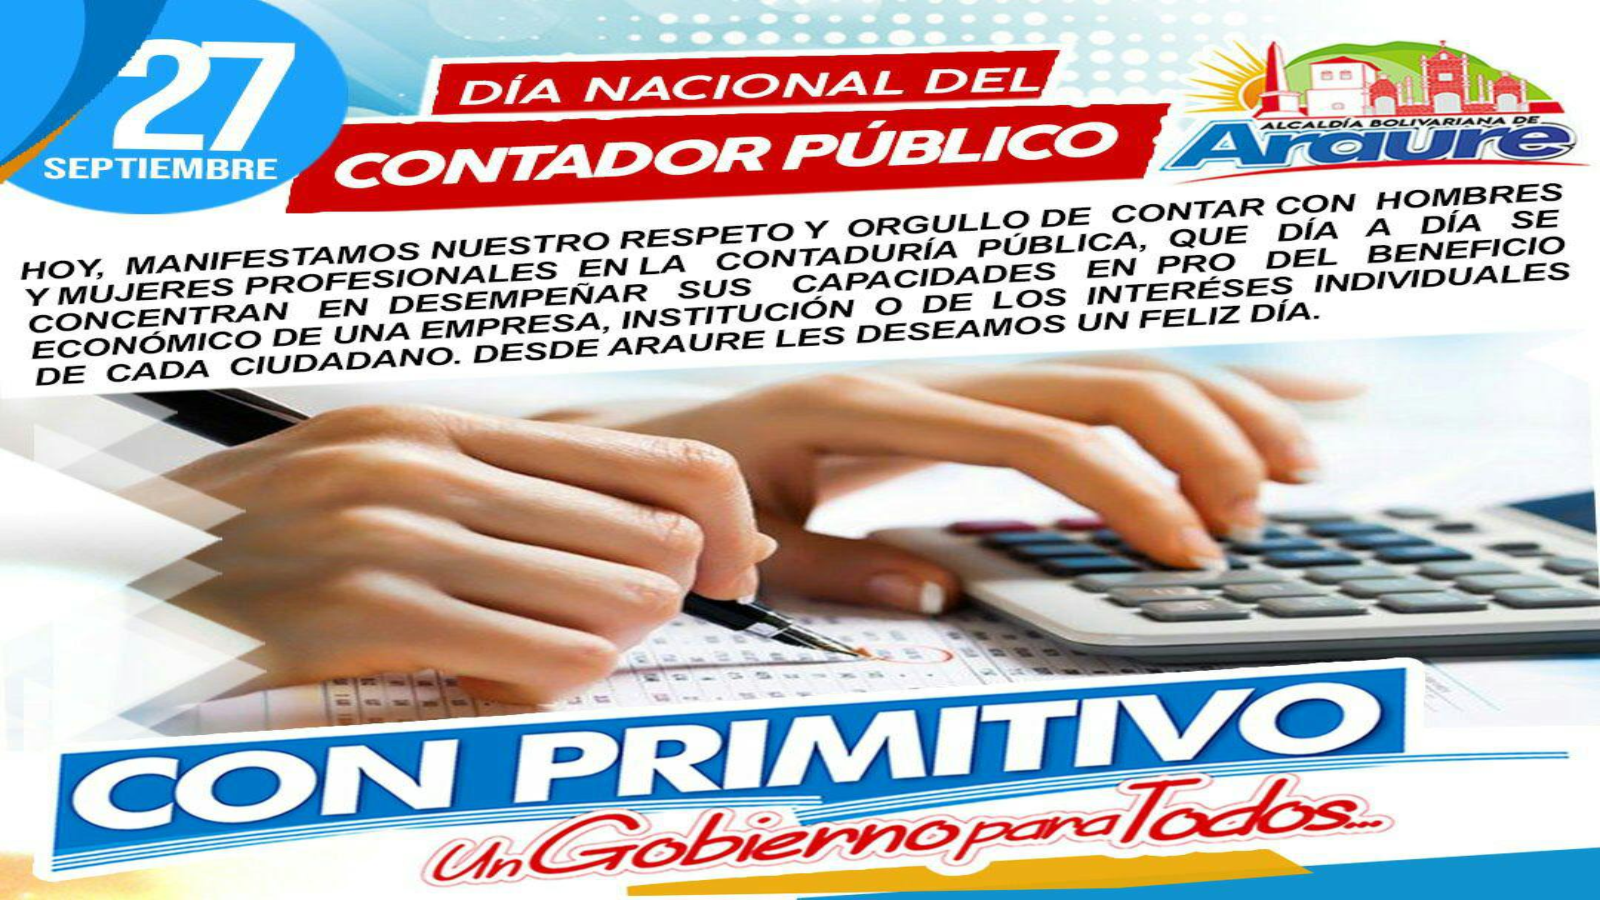 27
SEPTIEMBRE
DÍA NACIONAL DEL
CONTADOR PÚBLICO
ALCALDÍA BOLIVARIANA DE
Araure
HOY, MANIFESTAMOS NUESTRO RESPETO Y ORGULLO DE CONTAR CON HOMBRES
Y MUJERES PROFESIONALES EN LA CONTADURÍA PÚBLICA, QUE DÍA A DÍA SE
CONCENTRAN EN DESEMPEÑAR SUS CAPACIDADES EN PRO DEL BENEFICIO
ECONÓMICO DE UNA EMPRESA, INSTITUCIÓN O DE LOS INTERÉSES INDIVIDUALES
DE CADA CIUDADANO. DESDE ARAURE LES DESEAMOS UN FELIZ DÍA.
CON PRIMITIVO
Un Gobierno para Todos...